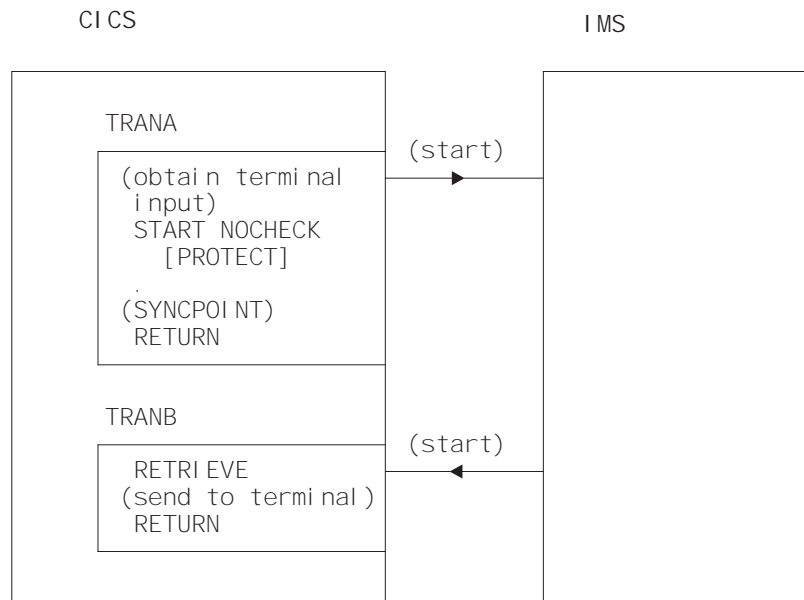 CICS
IMS
TRANA
(start)
(obtain terminal
input)
START NOCHECK
[PROTECT]
.
(SYNCPOINT)
RETURN
TRANB
(start)
RETRIEVE
(send to terminal)
RETURN